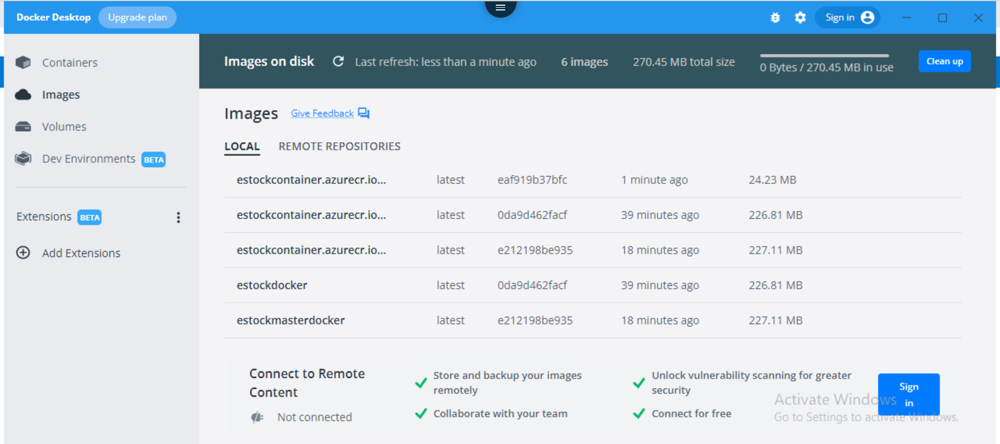 Docker Desktop Upgrade plan Sign in
Containers
Images
Volumes
Dev Environments BETA
Extensions BETA
Add Extensions
Images on disk Last refresh: less than a minute ago 6 images 270.45 MB total size 0 Bytes / 270.45 MB in use Clean up
Images Give Feedback
LOCAL REMOTE REPOSITORIES
estockcontainer.azurecr.io... latest eaf919b37bfc 1 minute ago 24.23 MB
estockcontainer.azurecr.io... latest 0da9d462facf 39 minutes ago 226.81 MB
estockcontainer.azurecr.io... latest e212198be935 18 minutes ago 227.11 MB
estockdocker latest 0da9d462facf 39 minutes ago 226.81 MB
estockmasterdocker latest e212198be935 18 minutes ago 227.11 MB
Connect to Remote
Content
Not connected
Store and backup your images
remotely
Collaborate with your team
Unlock vulnerability scanning for greater
security
Connect for free
Sign
in
Activate Windows
Go to Settings to activate Windows.